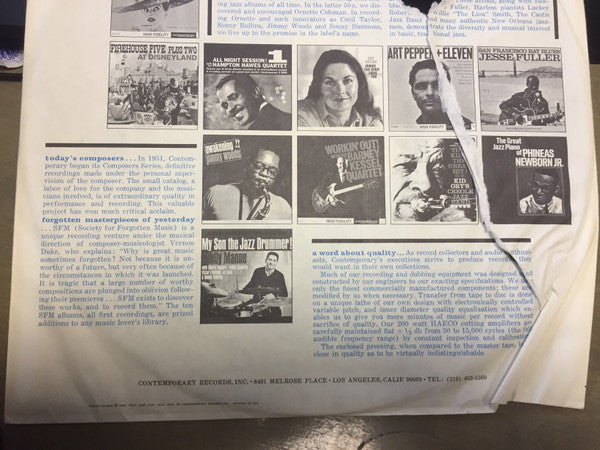 ing jazz albums of all time. In the latter 50's, we dis-
covered and encouraged Ornette Coleman. In record-
ing Ornette and such innovators as Cecil Taylor,
Sonny Rollins, Jimmy Woods and Sonny Simmons,
we live up to the promise in the label's name.
These artists, along with
Fuller, Harlem pianists Lucker
Willie "The Lion" Smith, The Castle
Jazz Band many authentic New Orleans jazz-
men, rate the diversity and musical interest
in basic, jazz.
HIGH FIDELITY
FIREHOUSE FIVE PLUS TWO
AT DISNEYLAND
ALL NIGHT SESSION! 1
THE HAMPTON HAWES QUARTET
ART PEPPER + ELEVEN
HIGH FIDELITY
SAN FRANCISCO BAY BLUES
JESSE FULLER
awakening!!
jimmy woods
WORKIN' OUT!
BARNEY
KESSEL
QUARTET
HIGH FIDELITY
KID
ORY'S
CREOLE
JAZZ
The Great
Jazz Piano
of PHINEAS
NEWBORN JR.
My Son the Jazz Drummer!
Shelly Manne
today's composers . . . In 1951, Contem-
porary began its Composers Series, definitive
recordings made under the personal super-
vision of the composer. The small catalog, a
labor of love for the company and the musi-
cians involved, is of extraordinary quality in
performance and recording. This valuable
project has won much critical acclaim.
forgotten masterpieces of yesterday
. . . SFM (Society for Forgotten Music) is a
unique recording venture under the musical
direction of composer-musicologist Vernon
Duke, who explains: "Why is great music
sometimes forgotten? Not because it is un-
worthy of a future, but very often because of
the circumstances in which it was launched.
It is tragic that a large number of worthy
compositions are plunged into oblivion follow-
ing their premieres . . . SFM exists to discover
these works, and to record them." The ten
SFM albums, all first recordings, are prized
additions to any music lover's library.
a word about quality... As record collectors and audio enthusi-
asts, Contemporary's executives strive to produce records they
would want in their own collections.
Much of our recording and dubbing equipment was designed and
constructed by our engineers to our exacting specifications. We use
only the finest commercially manufactured components; these are
modified by us when necessary. Transfer from tape to disc is done
on a unique lathe of our own design with electronically controlled
variable pitch, and inner diameter quality equalization which en-
ables us to give you more minutes of music per record without
sacrifice of quality. Our 200 watt HAECO cutting amplifiers are
carefully maintained flat ± ½ db from 30 to 15,000 cycles (the
audible frequency range) by constant inspection and calibration.
The enclosed pressing, when compared to the master tape, is
close in quality as to be virtually indistinguishable.
CONTEMPORARY RECORDS, INC. • 8481 MELROSE PLACE • LOS ANGELES, CALIF. 90069 • TEL.: (213)